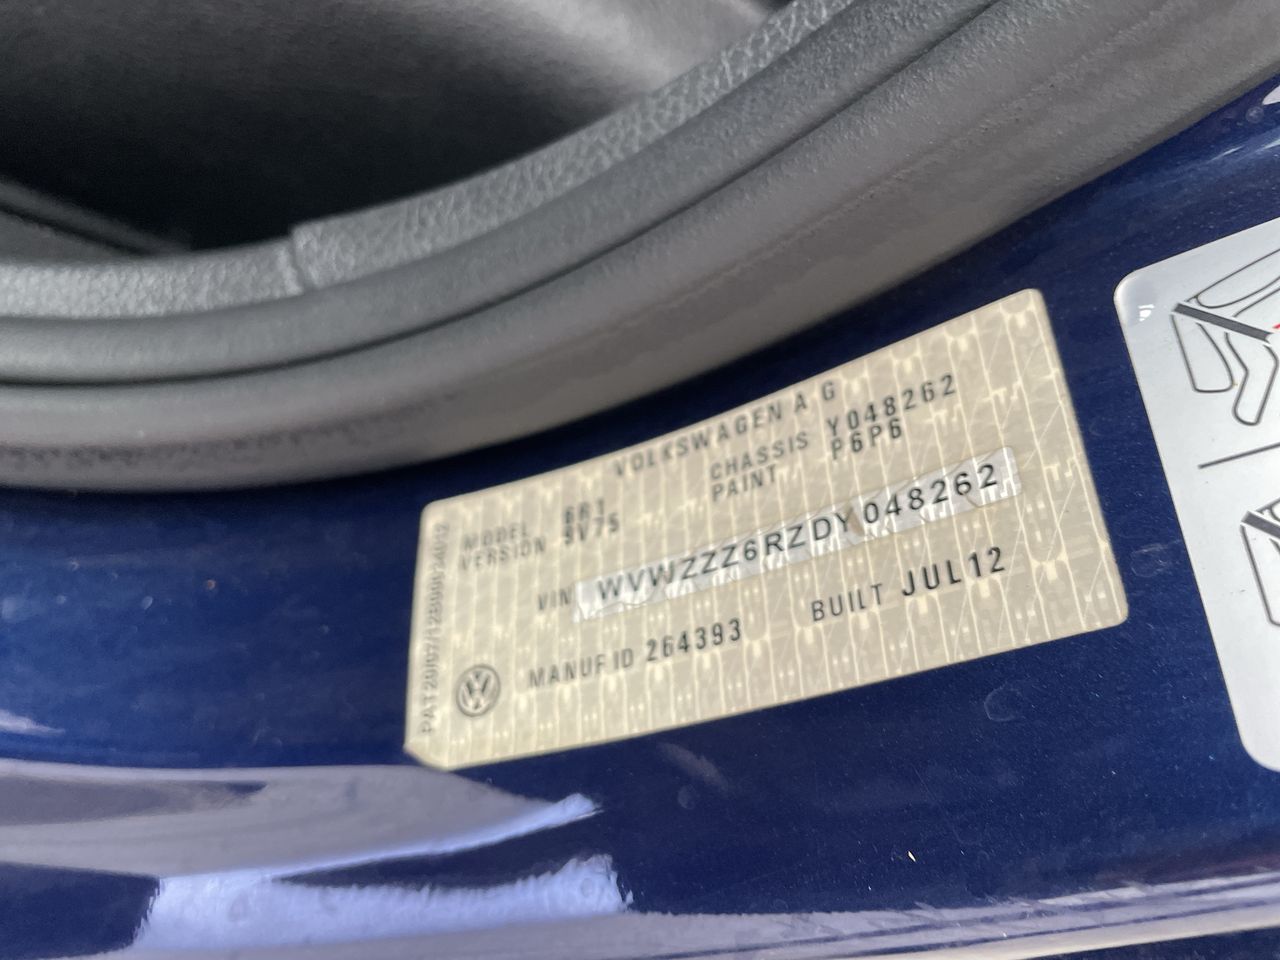 VOLKSWAGEN A G
MODEL 6R1 CHASSIS Y048262
VERSION 5V75 PAINT P6P6
VIN WVWZZZ6RZDY048262
MANUF ID 264393 BUILT JUL12